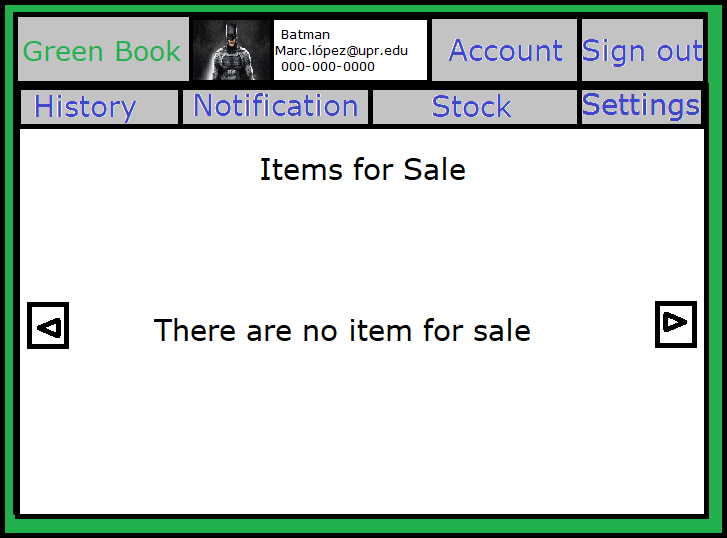 Green Book
Batman
Marc.lópez@upr.edu
000-000-0000
Account
Sign out
History
Notification
Stock
Settings
Items for Sale
There are no item for sale